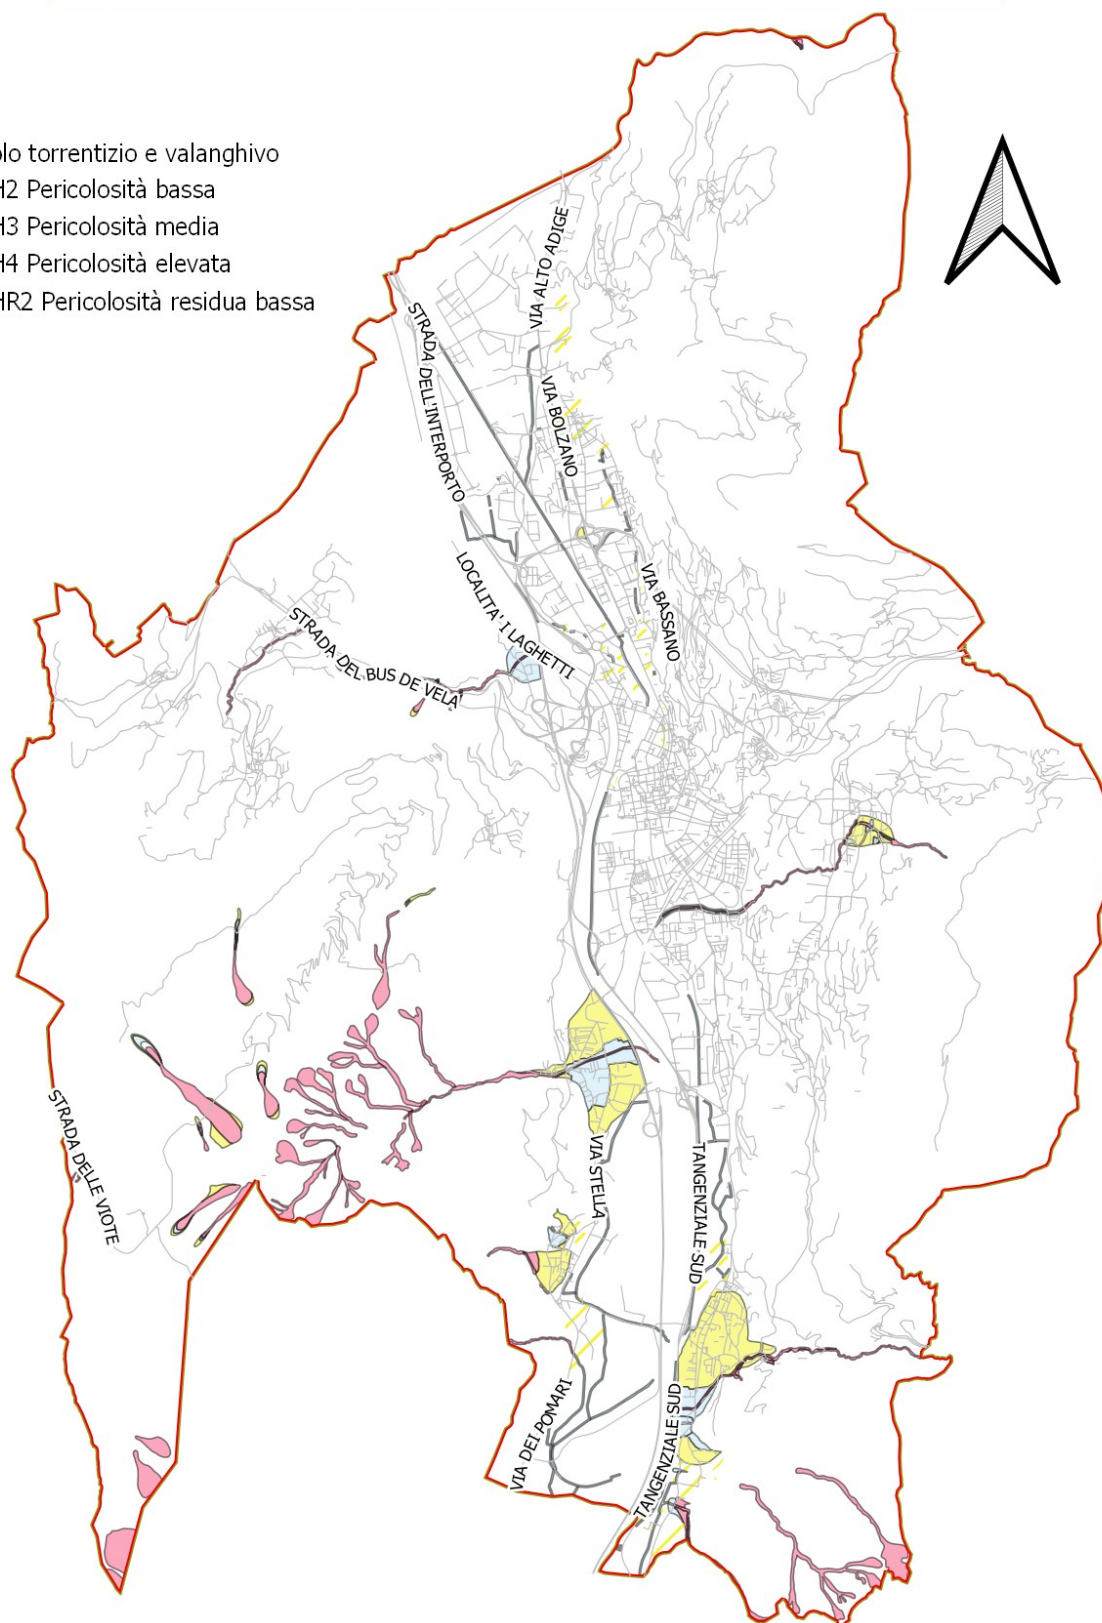 olo torrentizio e valanghivo
H2 Pericolosità bassa
H3 Pericolosità media
H4 Pericolosità elevata
HR2 Pericolosità residua bassa
VIA ALTO ADIGE
STRADA DELL'INTERPORTO
VIA BOLZANO
LOCALITA' I LAGHETTI
VIA BASSANO
STRADA DEL BUS DE VELA
STRADA DELLE VIOTE
VIA STELLA
TANGENZIALE SUD
VIA DEI POMARI
TANGENZIALE SUD